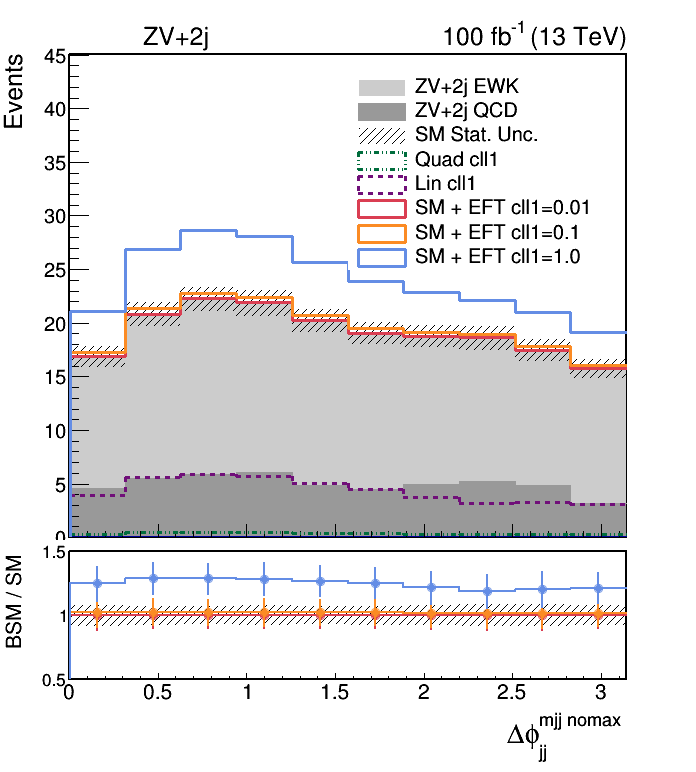 ZV+2j 100 fb-1 (13 TeV)
Events
45
40
35
30
25
20
15
10
5
0
ZV+2j EWK
ZV+2j QCD
SM Stat. Unc.
Quad cll1
Lin cll1
SM + EFT cll1=0.01
SM + EFT cll1=0.1
SM + EFT cll1=1.0
BSM / SM
1.5
1
0.5
0 0.5 1 1.5 2 2.5 3
Δϕjj mjj nomax